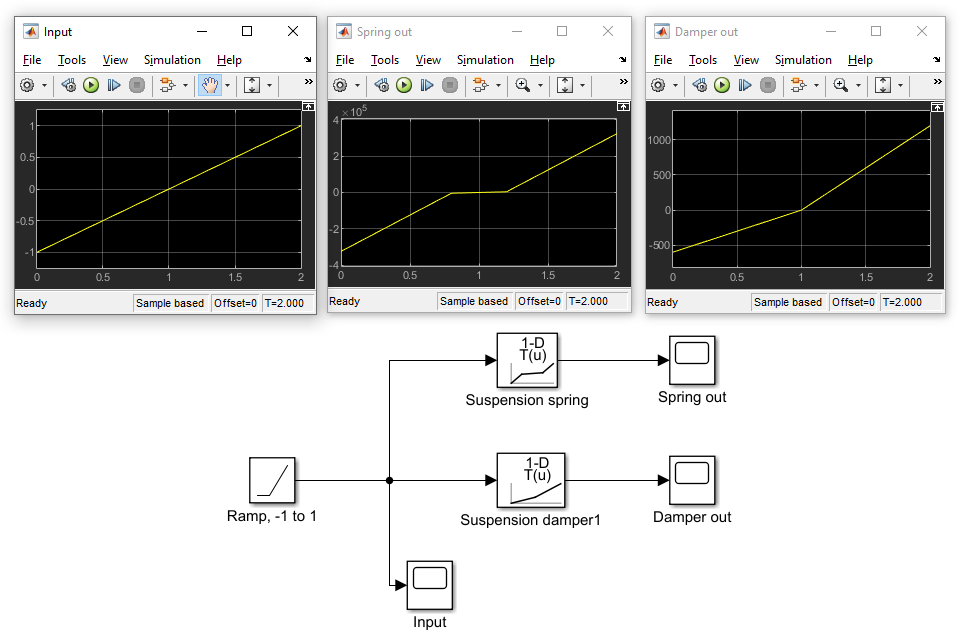 Input
File Tools View Simulation Help
1
0.5
0
-0.5
-1
0 0.5 1 1.5 2
Ready Sample based Offset=0 T=2.000
Spring out
File Tools View Simulation Help
×10⁵
4
2
0
-2
-4
0 0.5 1 1.5 2
Ready Sample based Offset=0 T=2.000
Damper out
File Tools View Simulation Help
1000
500
0
-500
0 0.5 1 1.5 2
Ready Sample based Offset=0 T=2.000
1-D
T(u)
Suspension spring
Spring out
Ramp, -1 to 1
1-D
T(u)
Suspension damper1
Damper out
Input